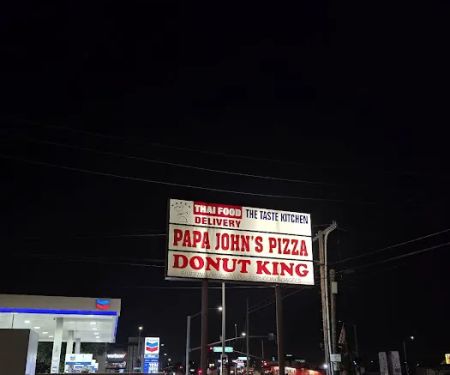 THAI FOOD THE TASTE KITCHEN
DELIVERY
PAPA JOHN'S PIZZA
DONUT KING